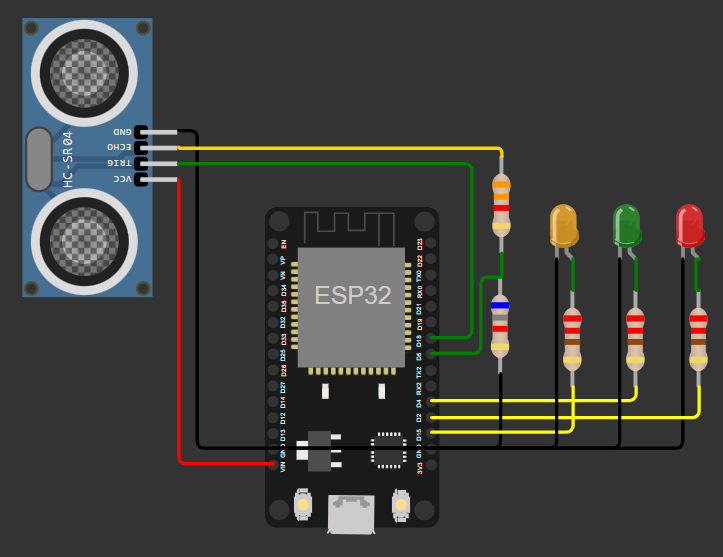 GND
ECHO
TRIG
VCC
HC-SR04
EN
VP
VN
D34
D35
D32
D33
D25
D26
D27
D14
D12
D13
GND
VIN
ESP32
D23
D22
TX0
RX0
D21
D19
D18
D5
TX2
RX2
D4
D2
D15
GND
3V3